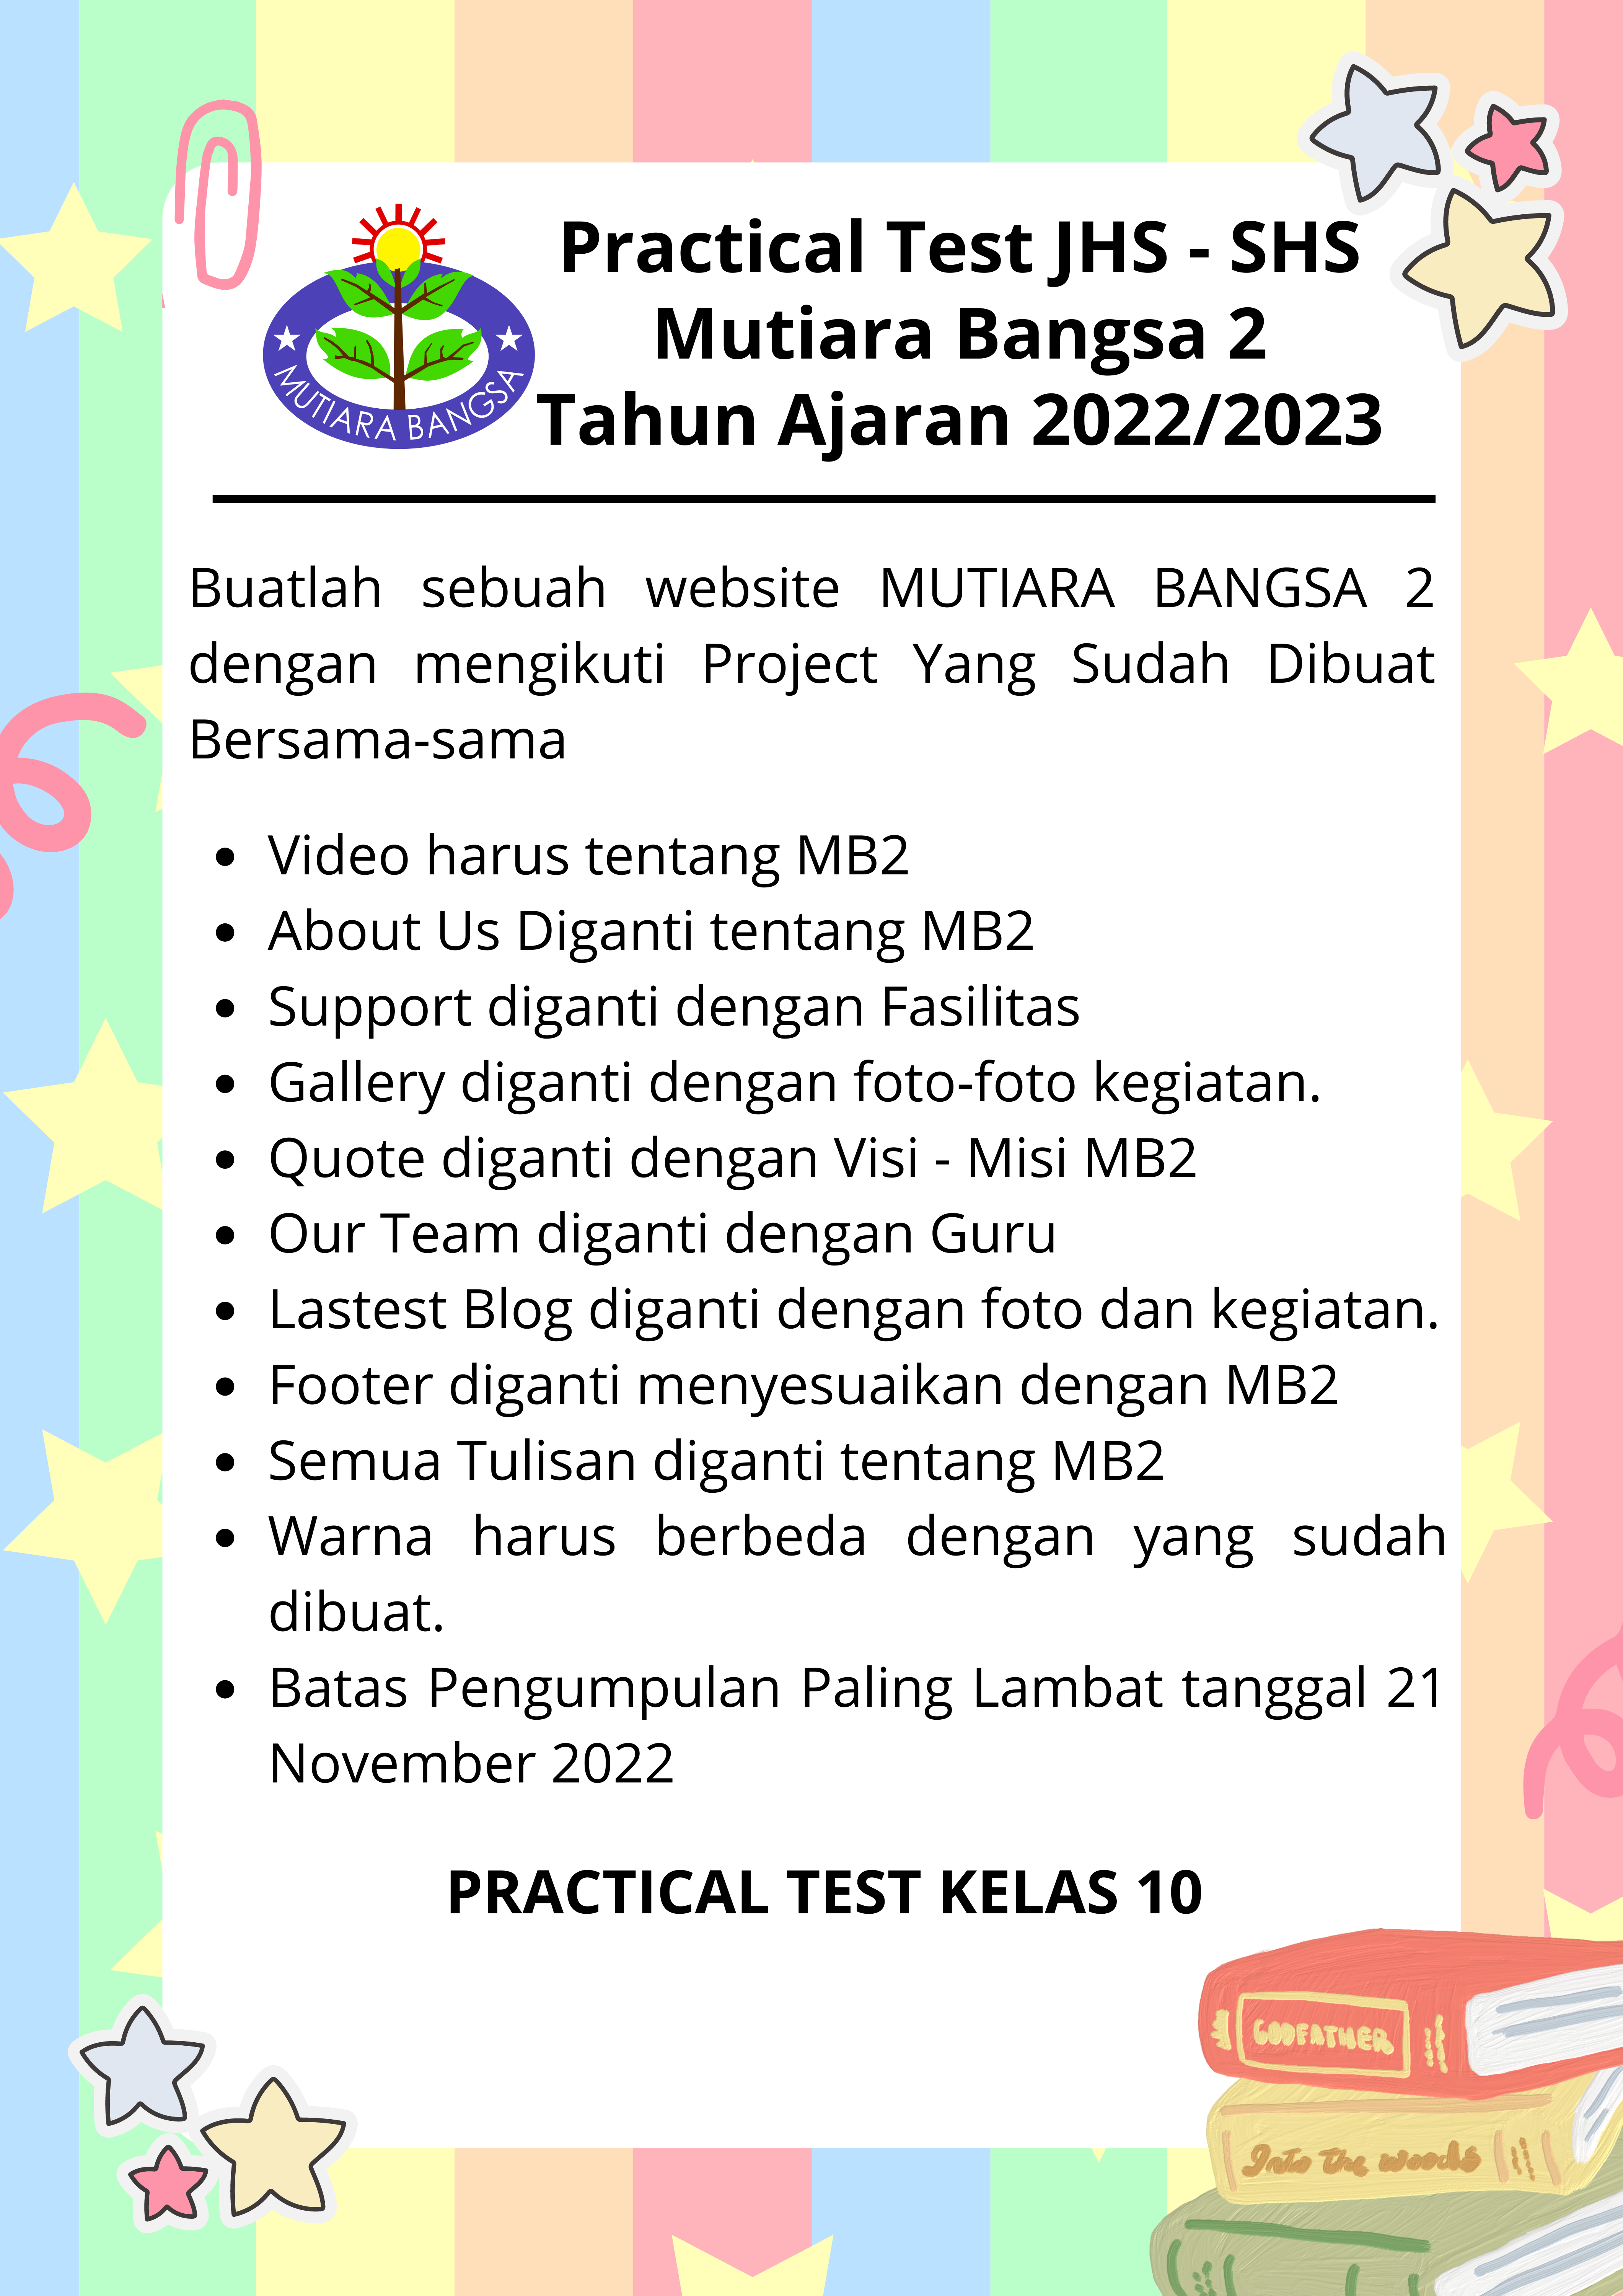 Practical Test JHS - SHS
Mutiara Bangsa 2
Tahun Ajaran 2022/2023
MUTIARA BANGSA
Buatlah sebuah website MUTIARA BANGSA 2
dengan mengikuti Project Yang Sudah Dibuat
Bersama-sama
• Video harus tentang MB2
• About Us Diganti tentang MB2
• Support diganti dengan Fasilitas
• Gallery diganti dengan foto-foto kegiatan.
• Quote diganti dengan Visi - Misi MB2
• Our Team diganti dengan Guru
• Lastest Blog diganti dengan foto dan kegiatan.
• Footer diganti menyesuaikan dengan MB2
• Semua Tulisan diganti tentang MB2
• Warna harus berbeda dengan yang sudah
dibuat.
• Batas Pengumpulan Paling Lambat tanggal 21
November 2022
PRACTICAL TEST KELAS 10
GODFATHER
Into the woods